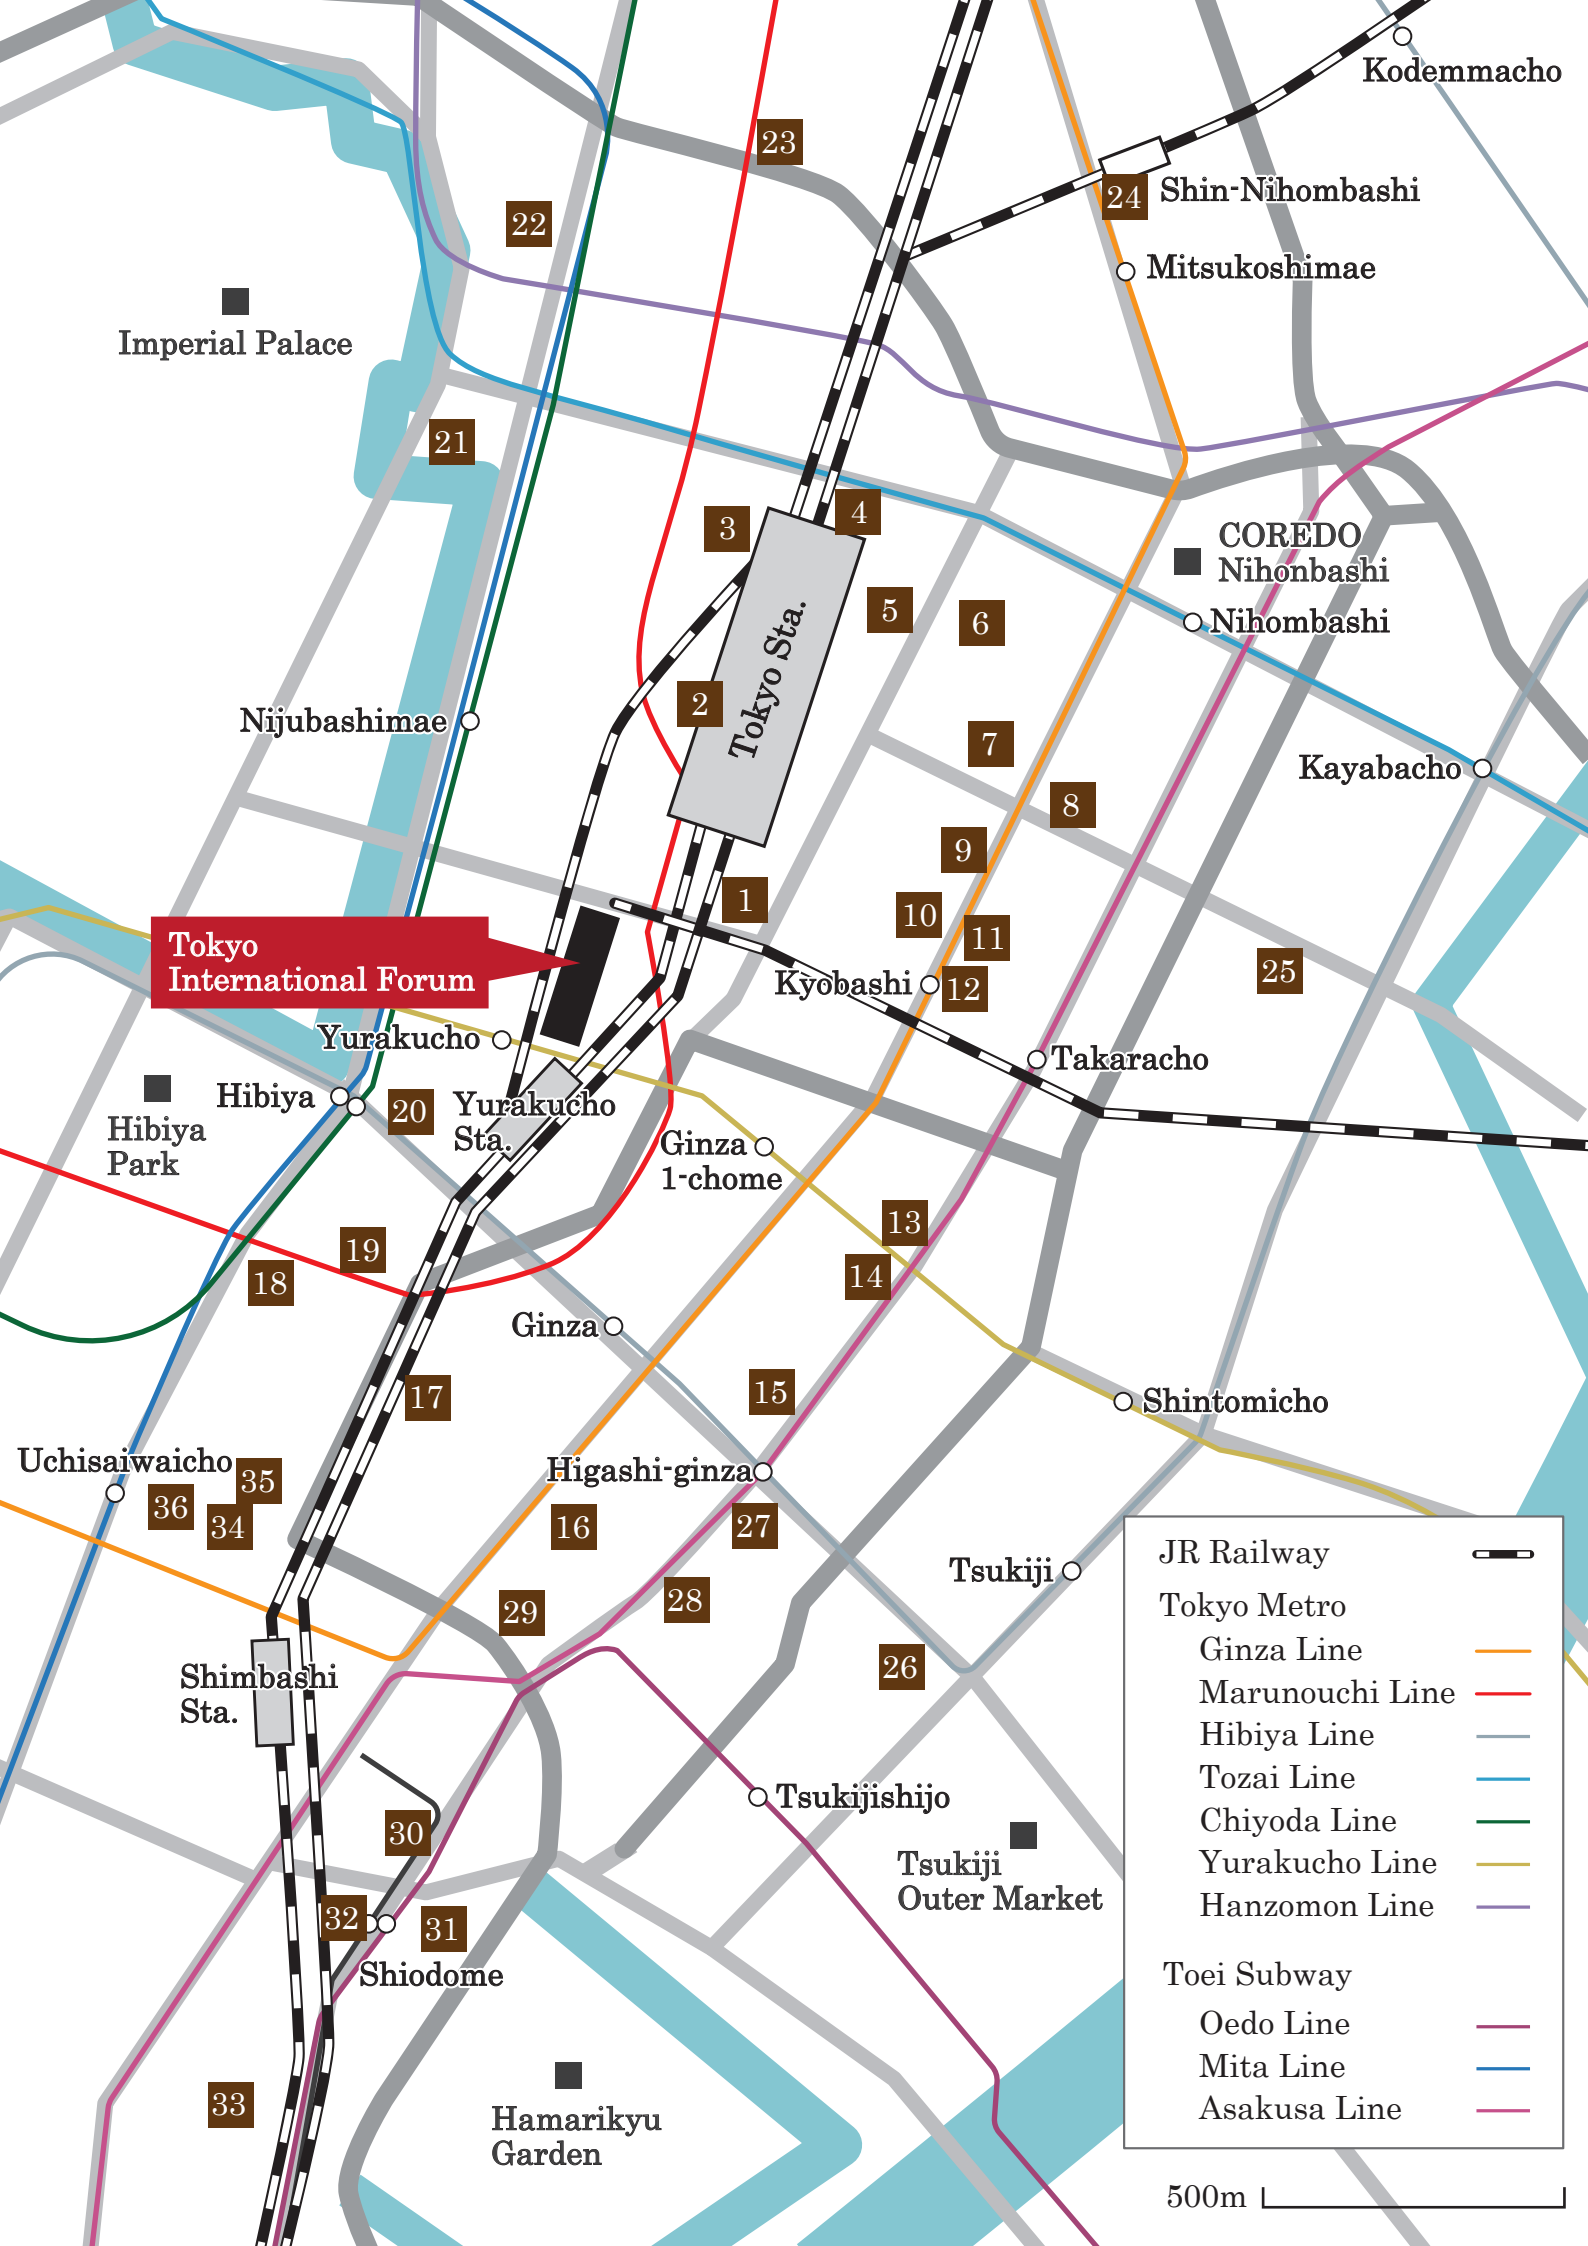 Kodemmacho
23
Shin-Nihombashi
24
22
Mitsukoshimae
Imperial Palace
21
3
4
COREDO
Nihonbashi
5
6
Nihombashi
Tokyo Sta.
2
Nijubashimae
7
Kayabacho
8
9
1
10
11
Tokyo
International Forum
25
Kyobashi
12
Yurakucho
Takaracho
Hibiya
20
Yurakucho
Sta.
Hibiya
Park
Ginza
1-chome
13
19
14
18
Ginza
15
17
Shintomicho
Uchisaiwaicho
35
Higashi-ginza
36
34
16
27
Tsukiji
28
29
26
Shimbashi
Sta.
Tsukijishijo
30
Tsukiji
Outer Market
32
31
Shiodome
33
Hamarikyu
Garden
JR Railway
Tokyo Metro
Ginza Line
Marunouchi Line
Hibiya Line
Tozai Line
Chiyoda Line
Yurakucho Line
Hanzomon Line
Toei Subway
Oedo Line
Mita Line
Asakusa Line
500m